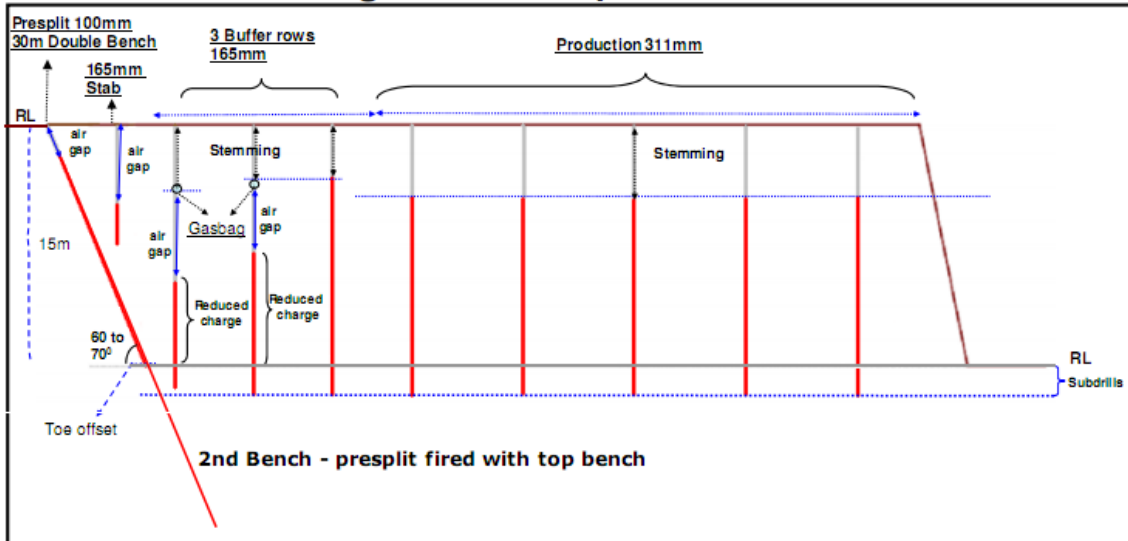 Presplit 100mm
30m Double Bench
3 Buffer rows
165mm
Production 311mm
165mm
Stab
RL
air
gap
air
gap
Stemming
Stemming
Gasbag
air
gap
air
gap
15m
Reduced
charge
Reduced
charge
60 to
70⁰
RL
Subdrills
Toe offset
2nd Bench - presplit fired with top bench